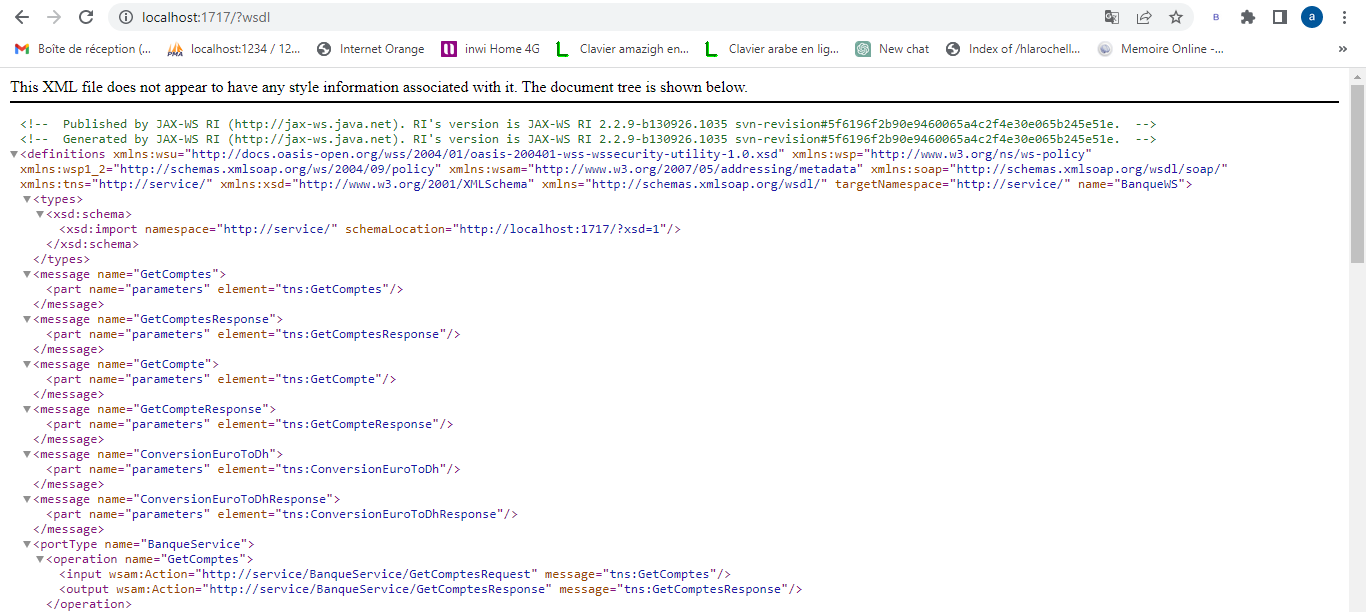 localhost:1717/?wsdl
B
a
Boîte de réception (...
PMA
localhost:1234 / 12...
Internet Orange
inwi Home 4G
Clavier amazigh en...
Clavier arabe en lig...
New chat
Index of /hlarochell...
Memoire Online -...
»
This XML file does not appear to have any style information associated with it. The document tree is shown below.
<!-- Published by JAX-WS RI (http://jax-ws.java.net). RI's version is JAX-WS RI 2.2.9-b130926.1035 svn-revision#5f6196f2b90e9460065a4c2f4e30e065b245e51e. -->
<!-- Generated by JAX-WS RI (http://jax-ws.java.net). RI's version is JAX-WS RI 2.2.9-b130926.1035 svn-revision#5f6196f2b90e9460065a4c2f4e30e065b245e51e. -->
<definitions xmlns:wsu="http://docs.oasis-open.org/wss/2004/01/oasis-200401-wss-wssecurity-utility-1.0.xsd" xmlns:wsp="http://www.w3.org/ns/ws-policy"
xmlns:wsp1_2="http://schemas.xmlsoap.org/ws/2004/09/policy" xmlns:wsam="http://www.w3.org/2007/05/addressing/metadata" xmlns:soap="http://schemas.xmlsoap.org/wsdl/soap/"
xmlns:tns="http://service/" xmlns:xsd="http://www.w3.org/2001/XMLSchema" xmlns="http://schemas.xmlsoap.org/wsdl/" targetNamespace="http://service/" name="BanqueWS">
<types>
<xsd:schema>
<xsd:import namespace="http://service/" schemaLocation="http://localhost:1717/?xsd=1"/>
</xsd:schema>
</types>
<message name="GetComptes">
<part name="parameters" element="tns:GetComptes"/>
</message>
<message name="GetComptesResponse">
<part name="parameters" element="tns:GetComptesResponse"/>
</message>
<message name="GetCompte">
<part name="parameters" element="tns:GetCompte"/>
</message>
<message name="GetCompteResponse">
<part name="parameters" element="tns:GetCompteResponse"/>
</message>
<message name="ConversionEuroToDh">
<part name="parameters" element="tns:ConversionEuroToDh"/>
</message>
<message name="ConversionEuroToDhResponse">
<part name="parameters" element="tns:ConversionEuroToDhResponse"/>
</message>
<portType name="BanqueService">
<operation name="GetComptes">
<input wsam:Action="http://service/BanqueService/GetComptesRequest" message="tns:GetComptes"/>
<output wsam:Action="http://service/BanqueService/GetComptesResponse" message="tns:GetComptesResponse"/>
</operation>